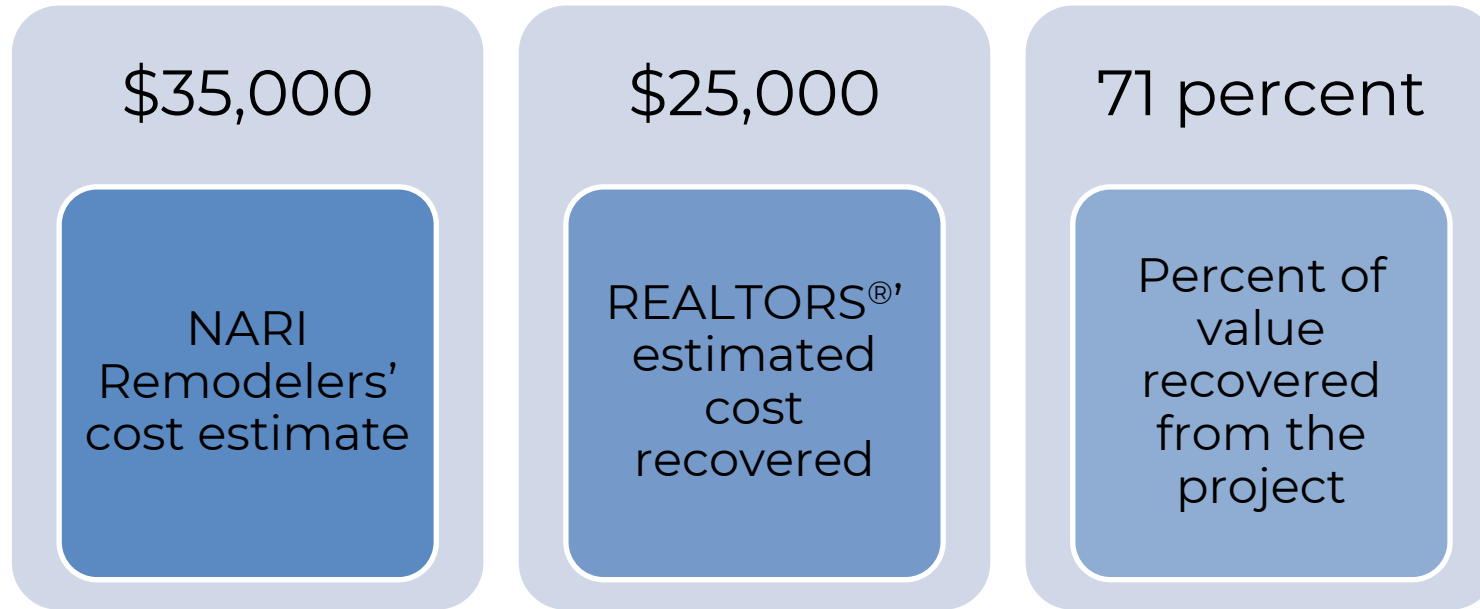 $35,000
NARI
Remodelers’
cost estimate
$25,000
REALTORS®’
estimated
cost
recovered
71 percent
Percent of
value
recovered
from the
project